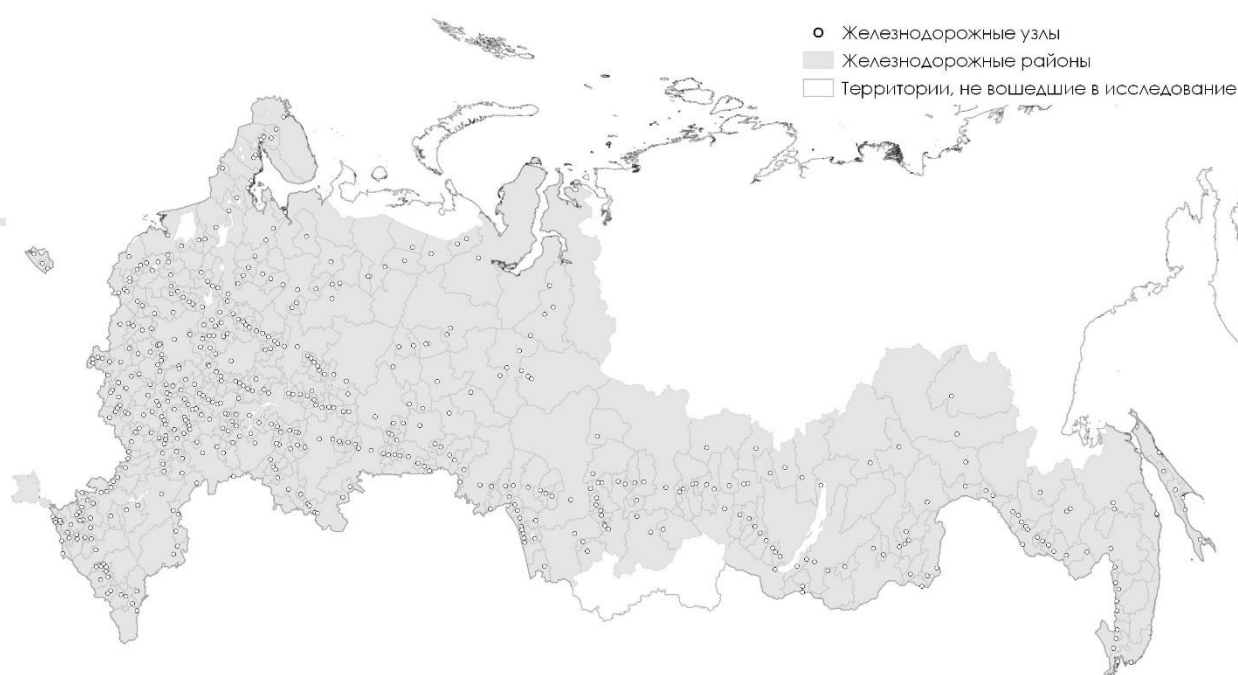 Железнодорожные узлы
Железнодорожные районы
Территории, не вошедшие в исследование